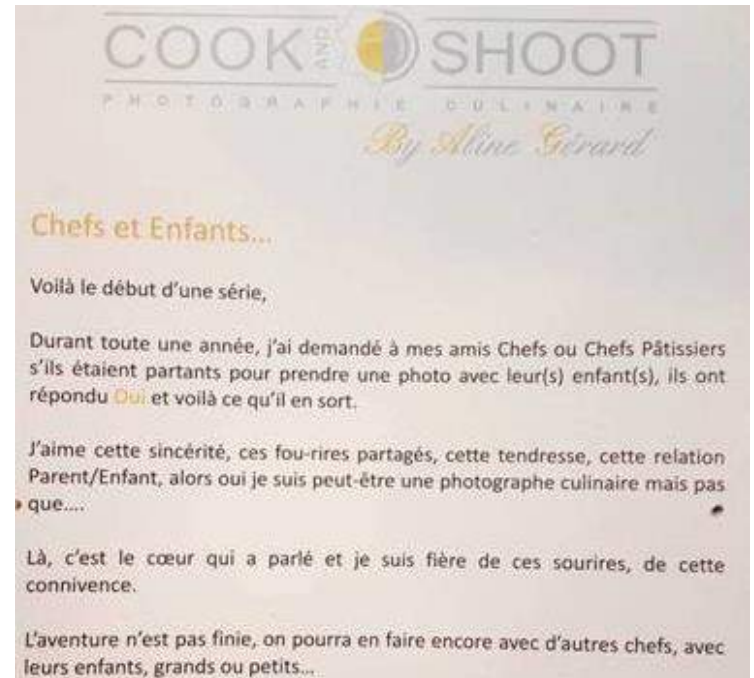 COOK AND SHOOT
PHOTOGRAPHIE CULINAIRE
By Aline Gérard
Chefs et Enfants...
Voilà le début d'une série,
Durant toute une année, j'ai demandé à mes amis Chefs ou Chefs Pâtissiers
s'ils étaient partants pour prendre une photo avec leur(s) enfant(s), ils ont
répondu Oui et voilà ce qu'il en sort.
J'aime cette sincérité, ces fou-rires partagés, cette tendresse, cette relation
Parent/Enfant, alors oui je suis peut-être une photographe culinaire mais pas
que....
Là, c'est le cœur qui a parlé et je suis fière de ces sourires, de cette
connivence.
L'aventure n'est pas finie, on pourra en faire encore avec d'autres chefs, avec
leurs enfants, grands ou petits...